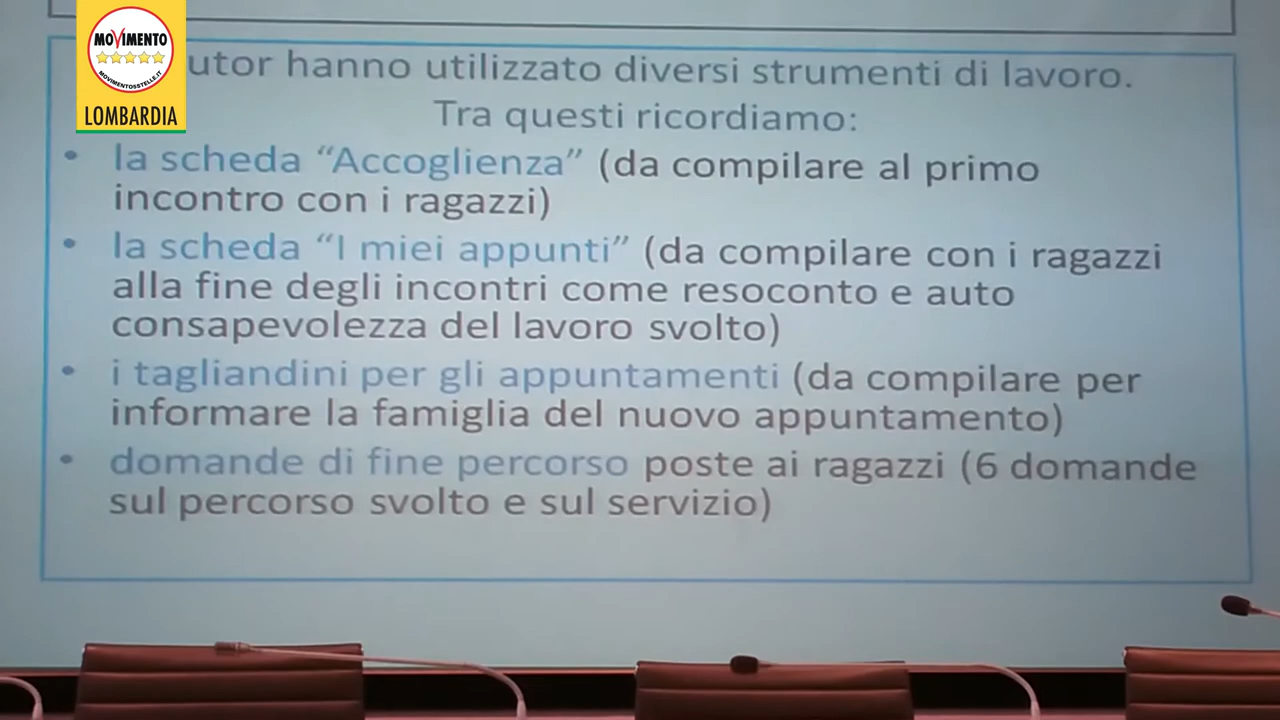 MOVIMENTO
MOVIMENTO5STELLE.IT
LOMBARDIA
utor hanno utilizzato diversi strumenti di lavoro.
Tra questi ricordiamo:
• la scheda “Accoglienza” (da compilare al primo
incontro con i ragazzi)
• la scheda “I miei appunti” (da compilare con i ragazzi
alla fine degli incontri come resoconto e auto
consapevolezza del lavoro svolto)
• i tagliandini per gli appuntamenti (da compilare per
informare la famiglia del nuovo appuntamento)
• domande di fine percorso poste ai ragazzi (6 domande
sul percorso svolto e sul servizio)